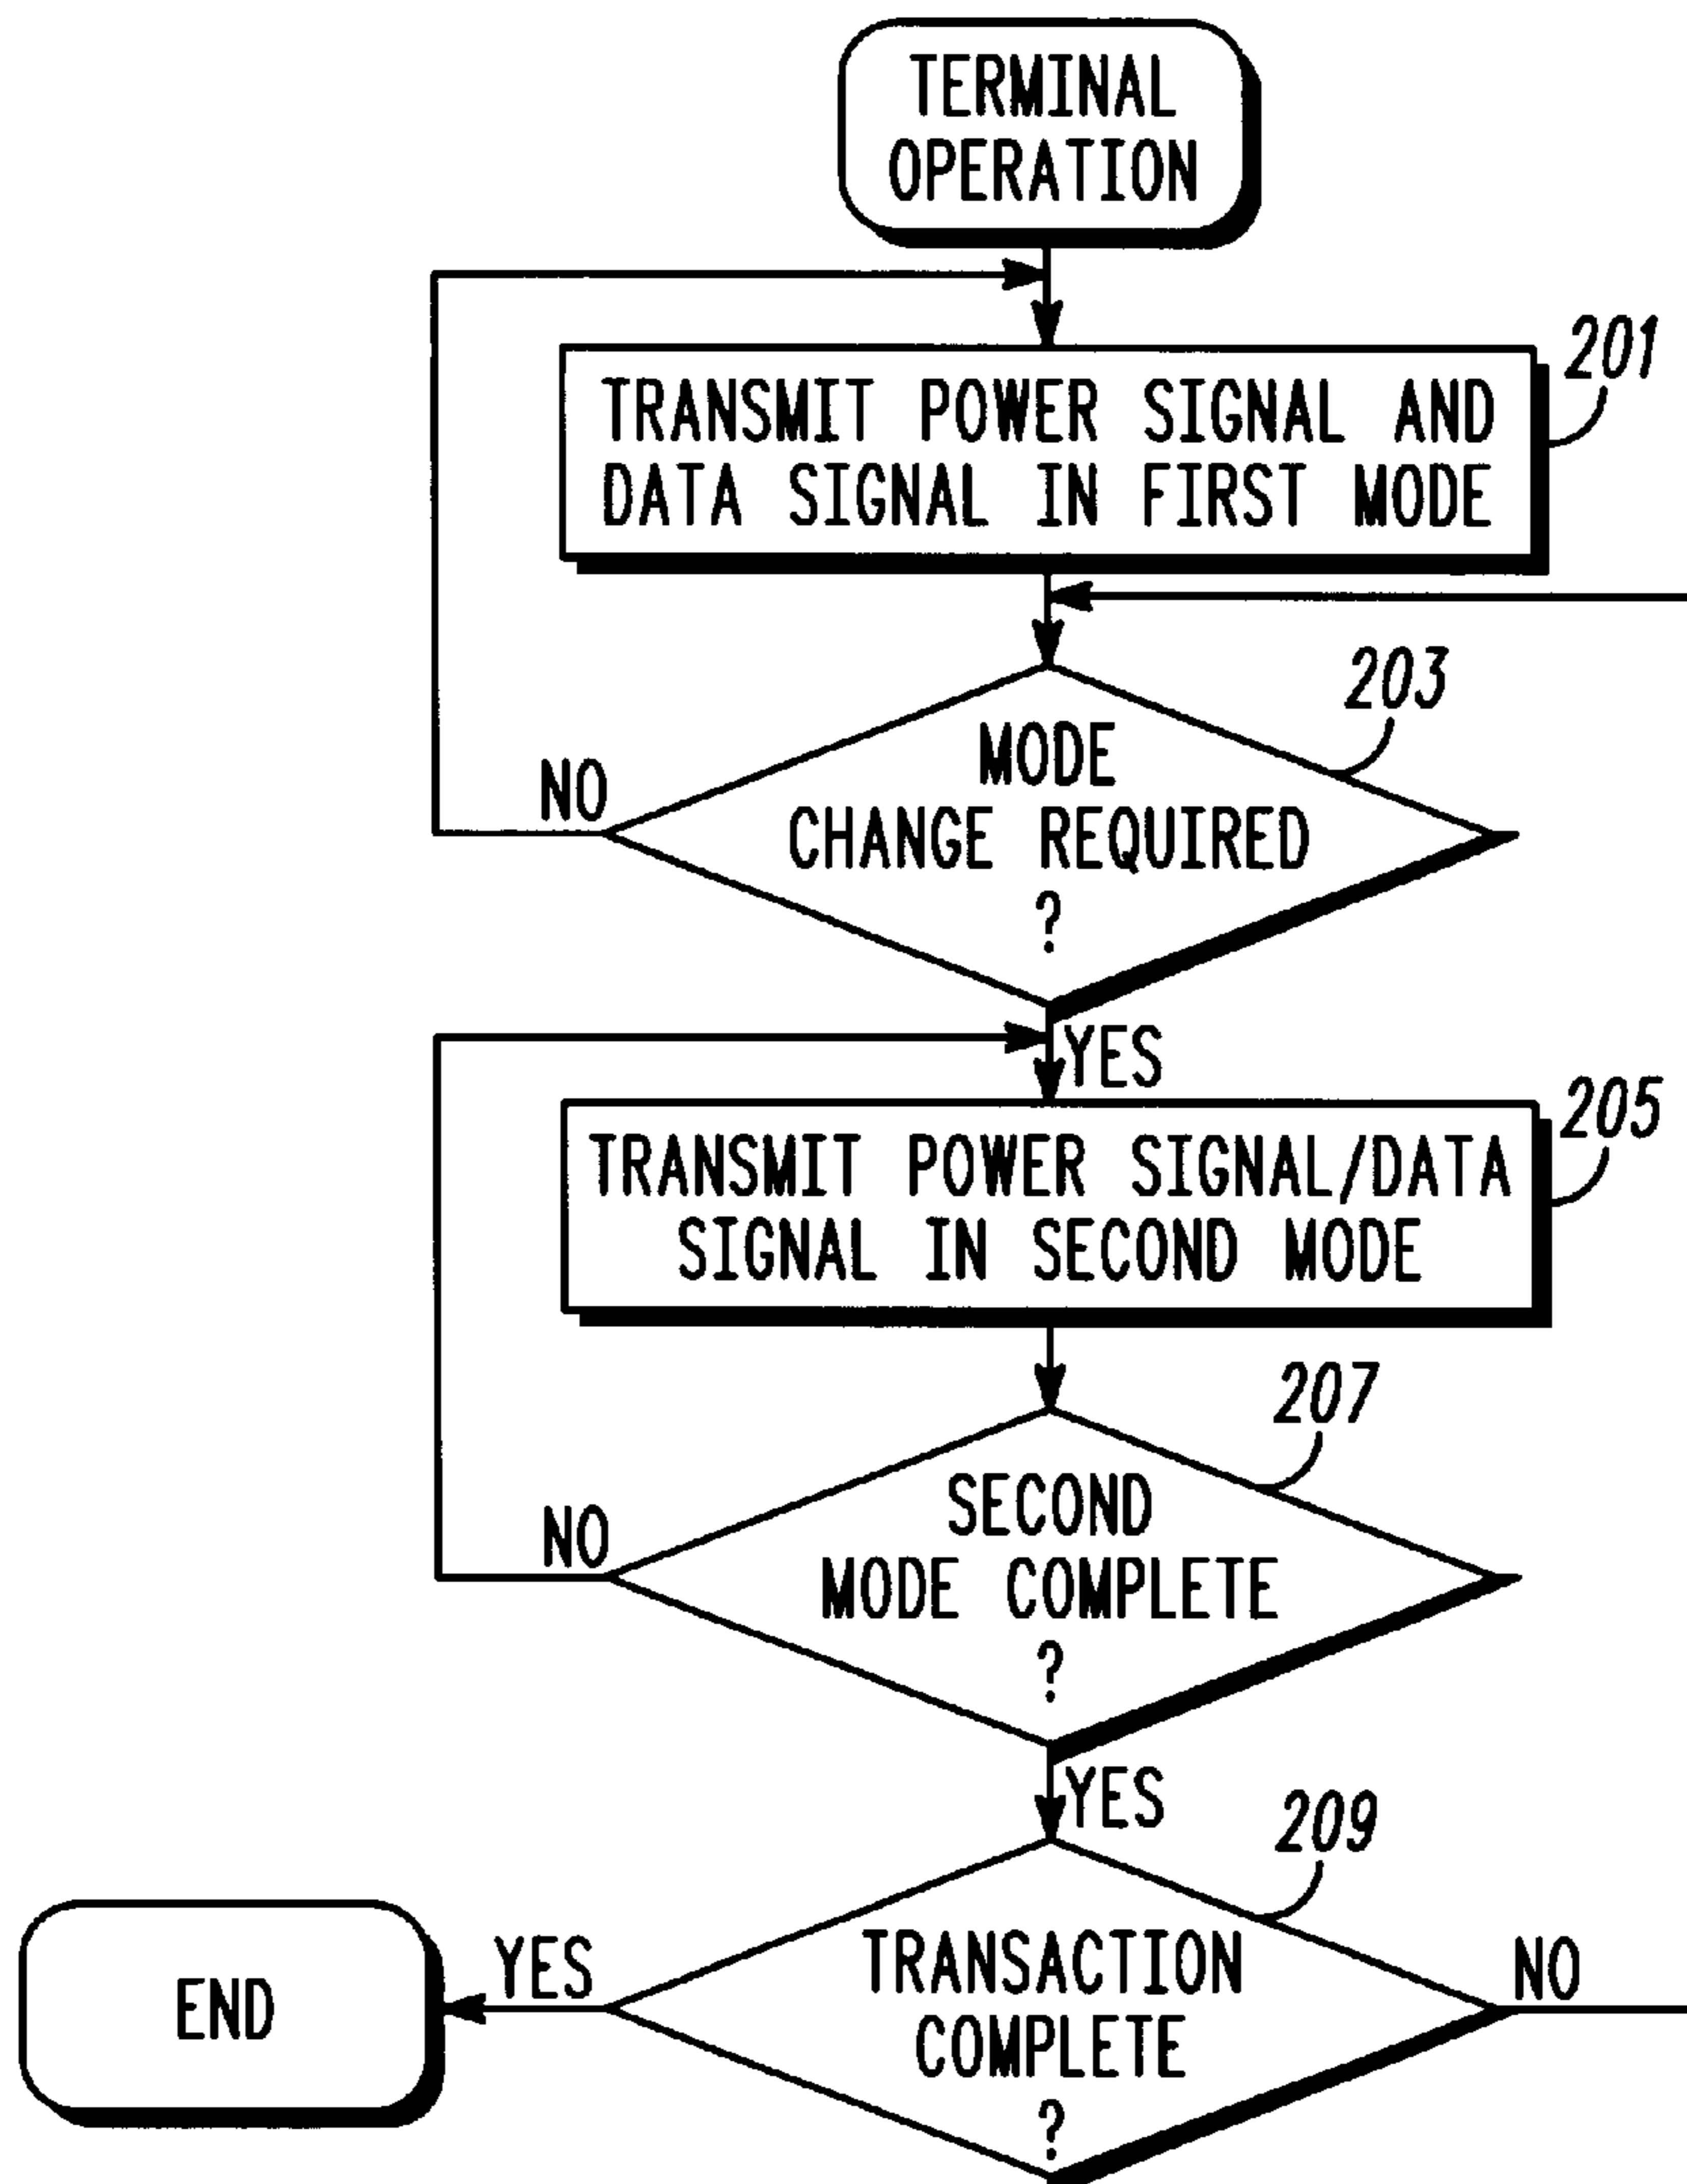 TERMINAL
OPERATION
201
TRANSMIT POWER SIGNAL AND
DATA SIGNAL IN FIRST MODE
203
MODE
CHANGE REQUIRED
?
NO
YES
205
TRANSMIT POWER SIGNAL/DATA
SIGNAL IN SECOND MODE
207
SECOND
MODE COMPLETE
?
NO
YES
209
TRANSACTION
COMPLETE
?
YES
NO
END